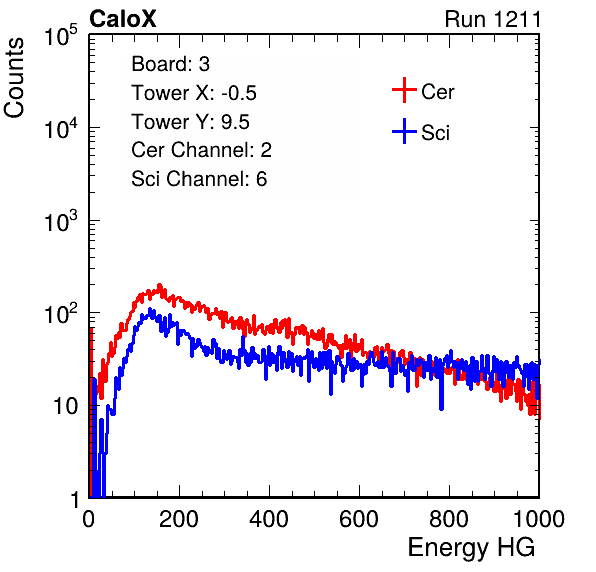 CaloX Run 1211
Counts
10^5
10^4
10^3
10^2
10
1
Board: 3
Tower X: -0.5
Tower Y: 9.5
Cer Channel: 2
Sci Channel: 6
Cer
Sci
0 200 400 600 800 1000
Energy HG